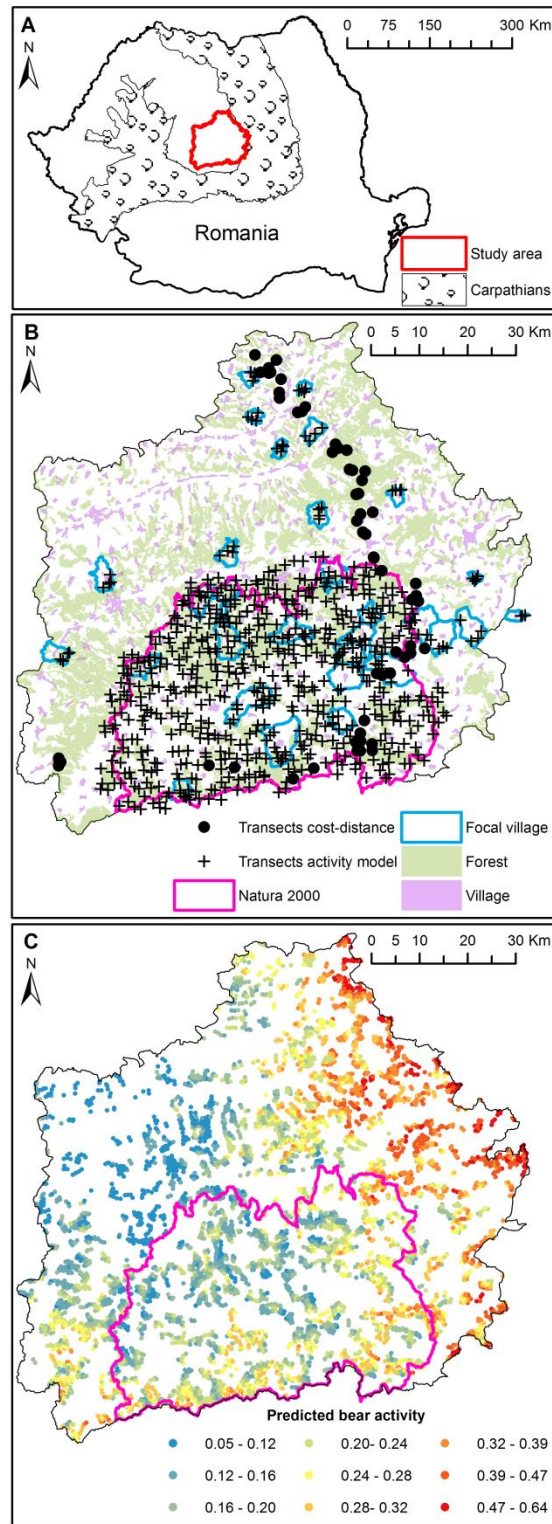 A
N
0 75 150 300 Km
Romania
Study area
Carpathians
B
N
0 5 10 20 30 Km
Transects cost-distance
Focal village
Transects activity model
Forest
Natura 2000
Village
C
N
0 5 10 20 30 Km
Predicted bear activity
0.05 - 0.12 0.20- 0.24 0.32 - 0.39
0.12 - 0.16 0.24 - 0.28 0.39 - 0.47
0.16 - 0.20 0.28- 0.32 0.47 - 0.64